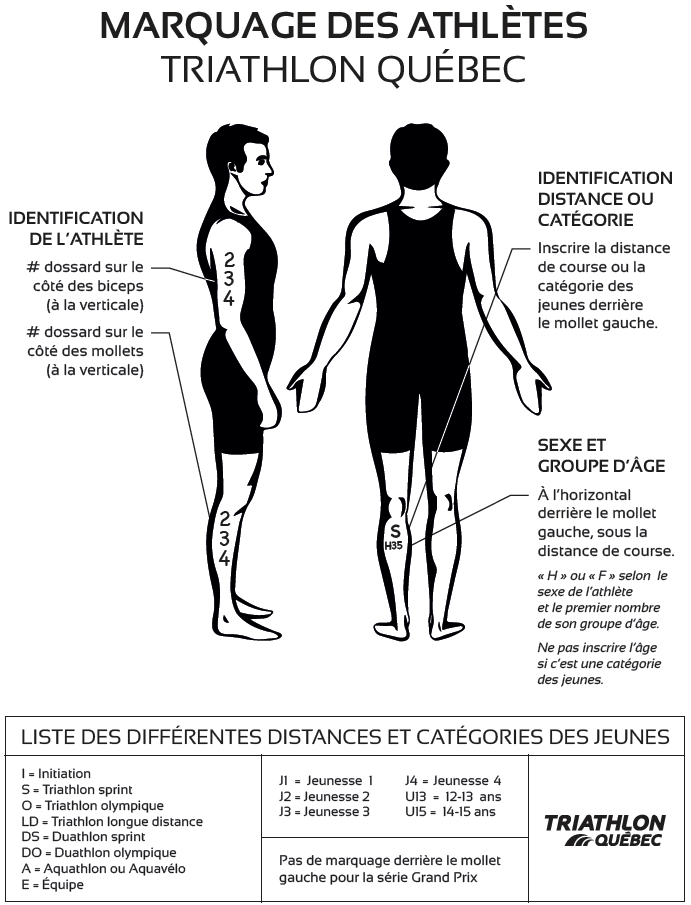 MARQUAGE DES ATHLÈTES
TRIATHLON QUÉBEC
IDENTIFICATION
DE L'ATHLÈTE
# dossard sur le
côté des biceps
(à la verticale)
# dossard sur le
côté des mollets
(à la verticale)
2
3
4
2
3
4
S
H35
IDENTIFICATION
DISTANCE OU
CATÉGORIE
Inscrire la distance
de course ou la
catégorie des
jeunes derrière
le mollet gauche.
SEXE ET
GROUPE D'ÂGE
À l'horizontal
derrière le mollet
gauche, sous la
distance de course.
« H » ou « F » selon le
sexe de l'athlète
et le premier nombre
de son groupe d'âge.
Ne pas inscrire l'âge
si c'est une catégorie
des jeunes.
LISTE DES DIFFÉRENTES DISTANCES ET CATÉGORIES DES JEUNES
I = Initiation
S = Triathlon sprint
O = Triathlon olympique
LD = Triathlon longue distance
DS = Duathlon sprint
DO = Duathlon olympique
A = Aquathlon ou Aquavélo
E = Équipe
J1 = Jeunesse 1
J2 = Jeunesse 2
J3 = Jeunesse 3
J4 = Jeunesse 4
U13 = 12-13 ans
U15 = 14-15 ans
Pas de marquage derrière le mollet
gauche pour la série Grand Prix
TRIATHLON
QUÉBEC